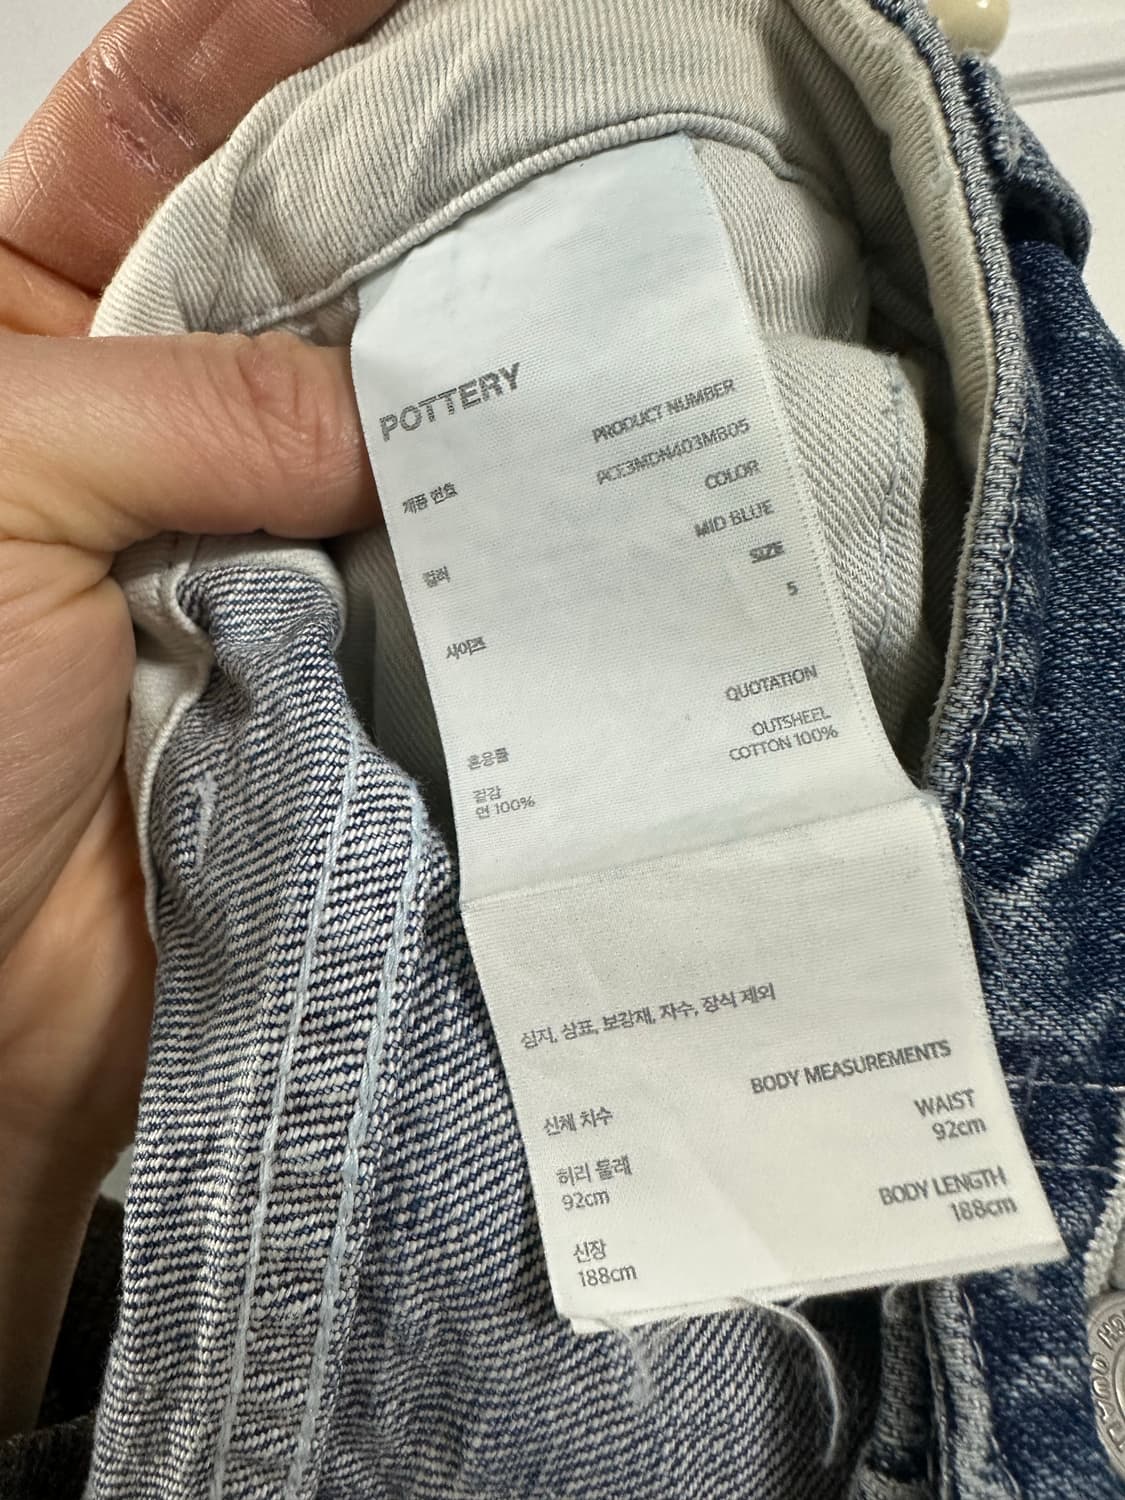 POTTERY
PRODUCT NUMBER
제품 번호
PCE3MDN403MB05
COLOR
컬러
MID BLUE
SIZE
사이즈
5
QUOTATION
혼용률
OUTSHEEL
겉감
COTTON 100%
면 100%
심지, 상표, 보강재, 자수, 장식 제외
BODY MEASUREMENTS
신체 치수
WAIST
허리 둘레
92cm
92cm
BODY LENGTH
신장
188cm
188cm